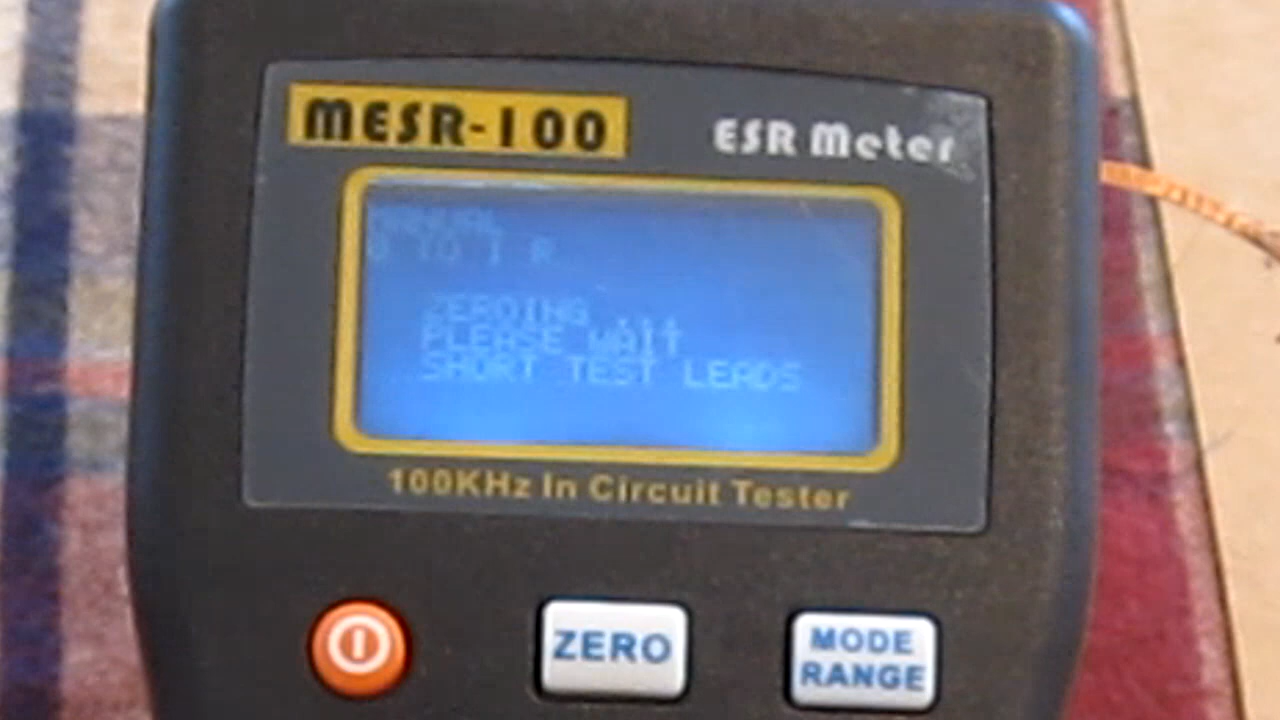 MESR-100
ESR Meter
MANUAL
0 TO 1 R
ZEROING ...
PLEASE WAIT
SHORT TEST LEADS
100KHz In Circuit Tester
ZERO
MODE
RANGE